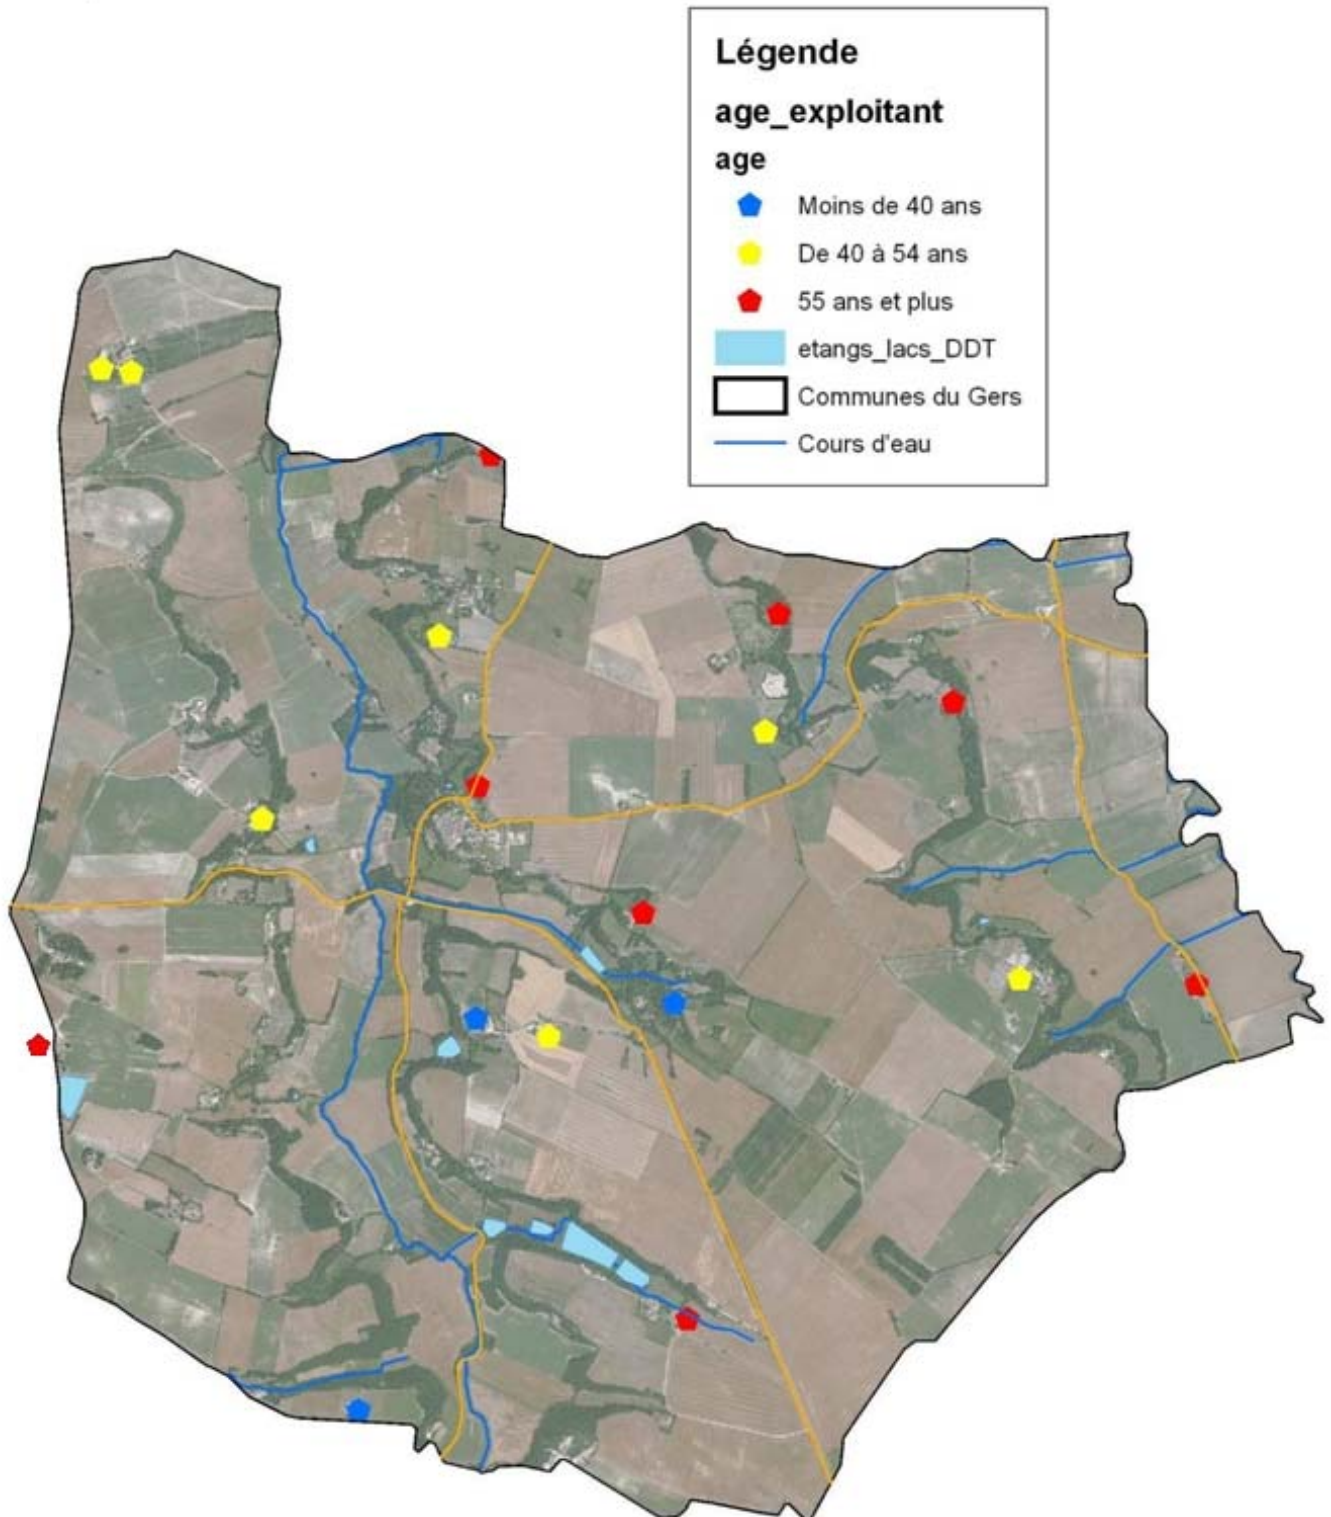 Légende
age_exploitant
age
Moins de 40 ans
De 40 à 54 ans
55 ans et plus
etangs_lacs_DDT
Communes du Gers
Cours d'eau